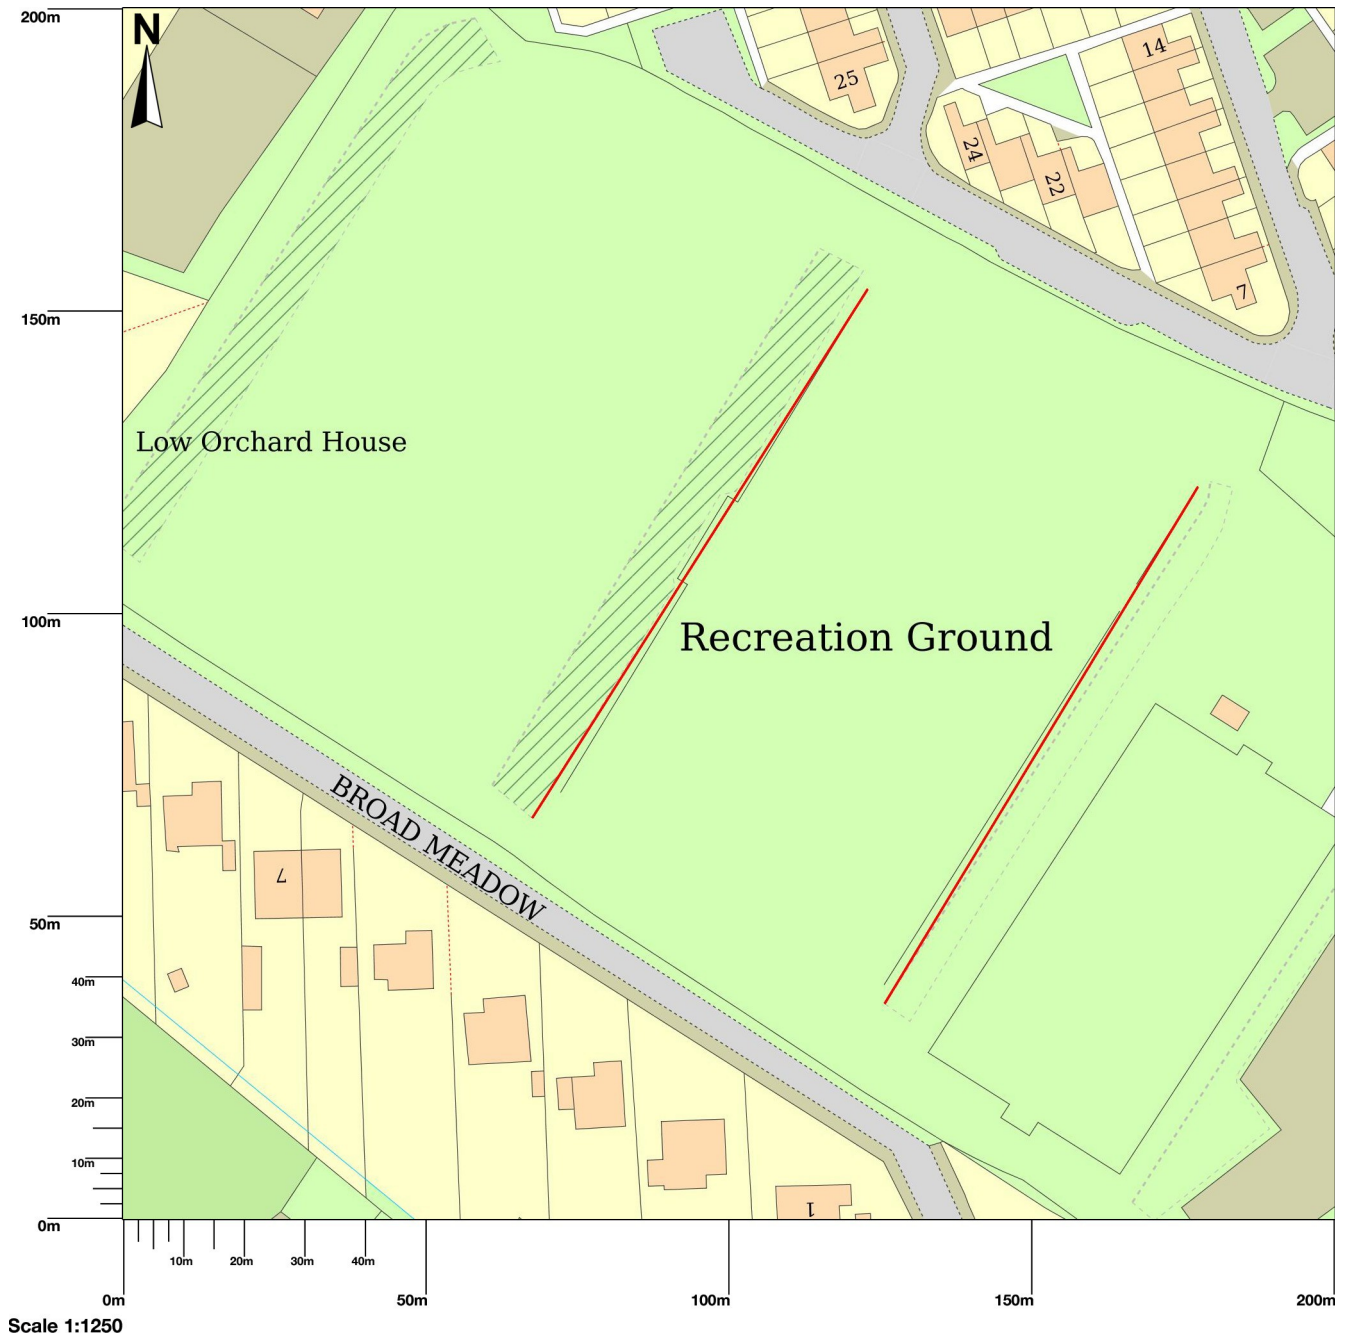 200m
N
25
14
24
22
7
150m
Low Orchard House
100m
Recreation Ground
BROAD MEADOW
7
50m
40m
30m
20m
10m
1
0m
10m 20m 30m 40m
0m 50m 100m 150m 200m
Scale 1:1250